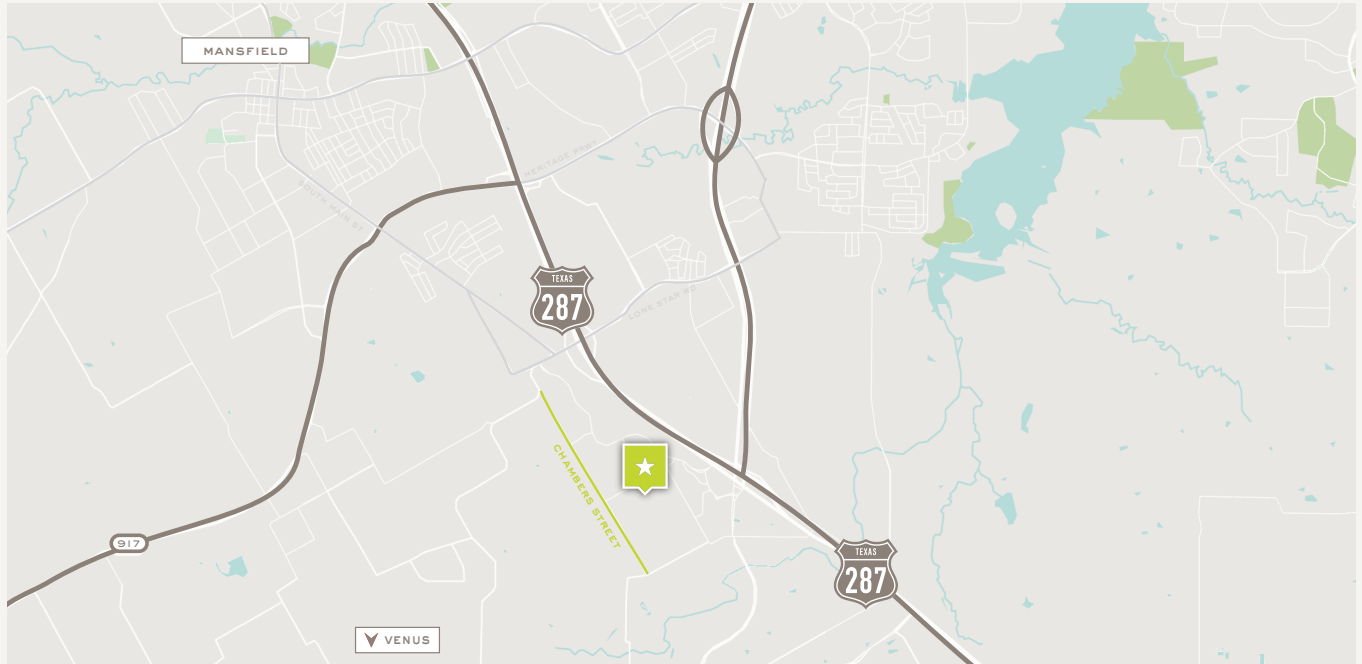 MANSFIELD
HERITAGE PKWY
SOUTH MAIN ST
TEXAS
287
LONE STAR RD
CHAMBERS STREET
917
TEXAS
287
VENUS